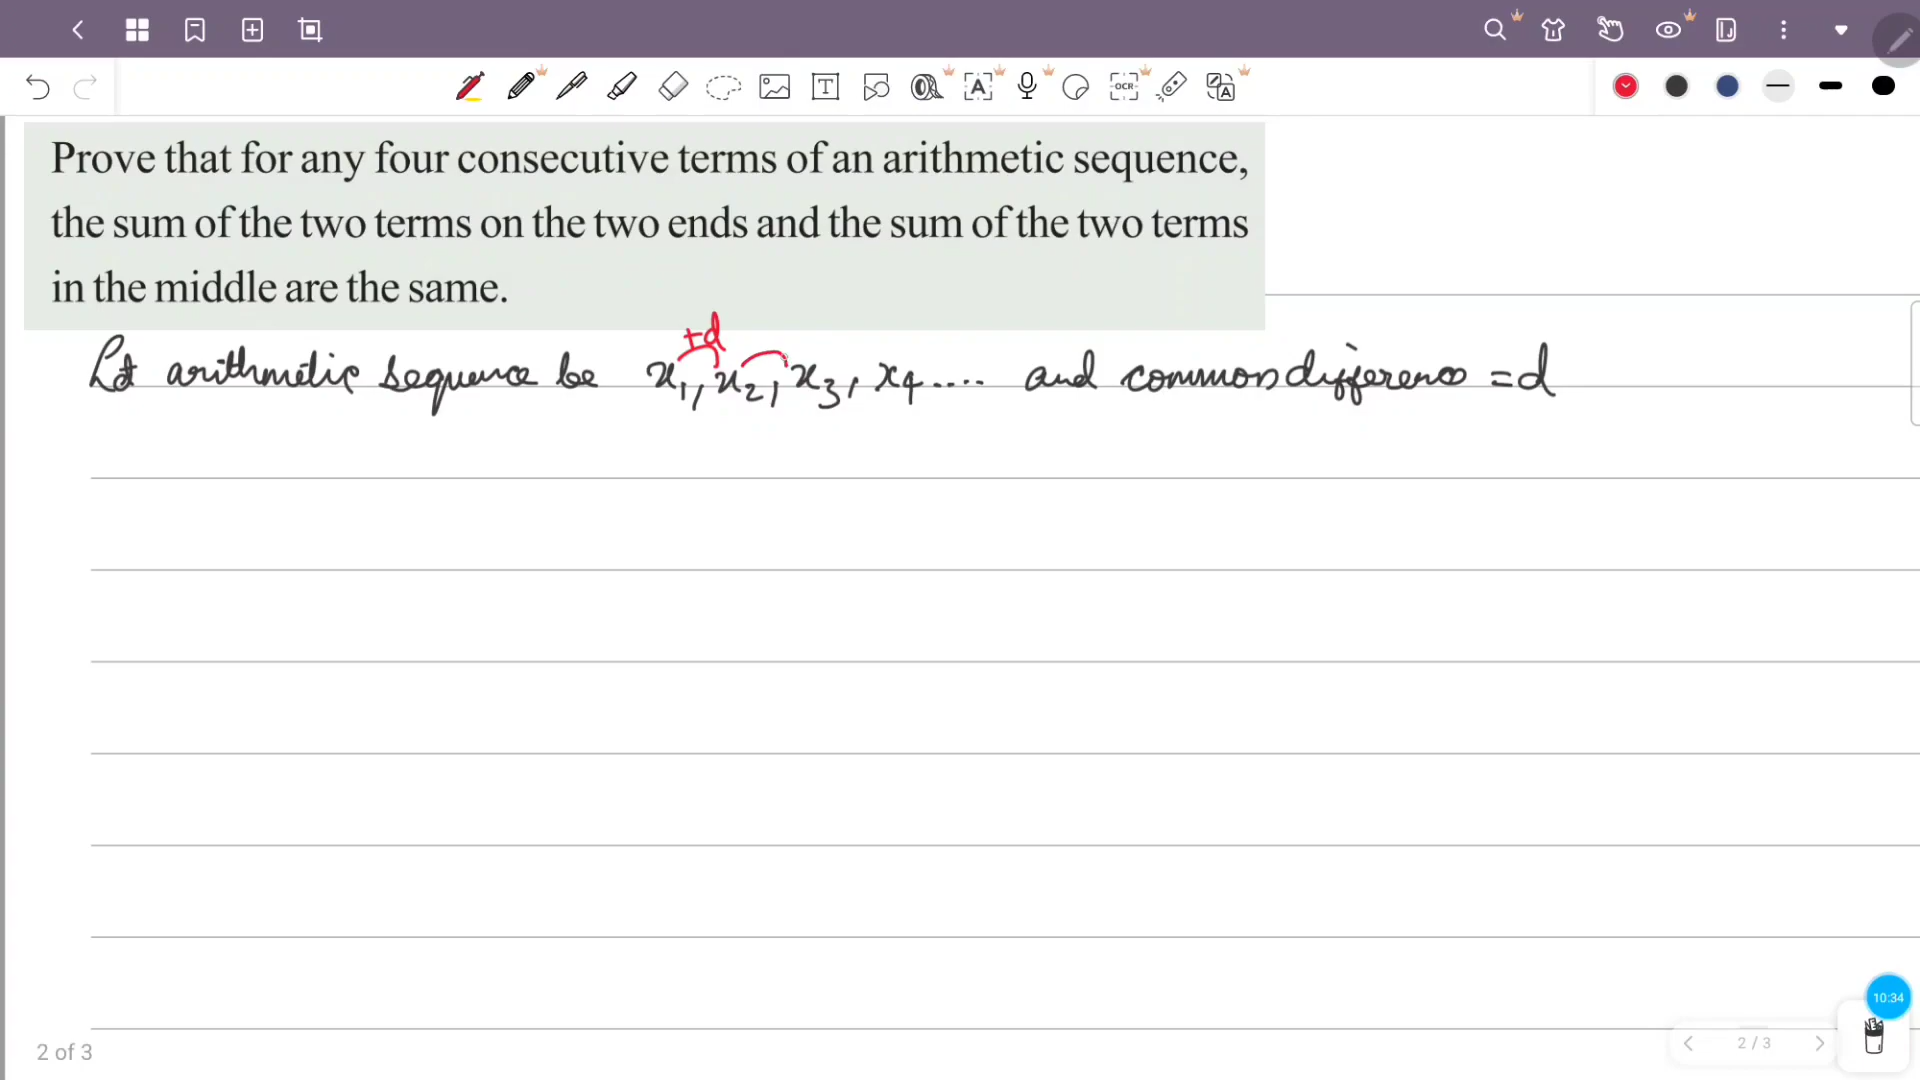 Prove that for any four consecutive terms of an arithmetic sequence,
the sum of the two terms on the two ends and the sum of the two terms
in the middle are the same.
+d
Let arithmetic sequence be x₁, x₂, x₃, x₄.... and common difference = d
10:34
2 of 3
2 / 3
T
A
OCR
A